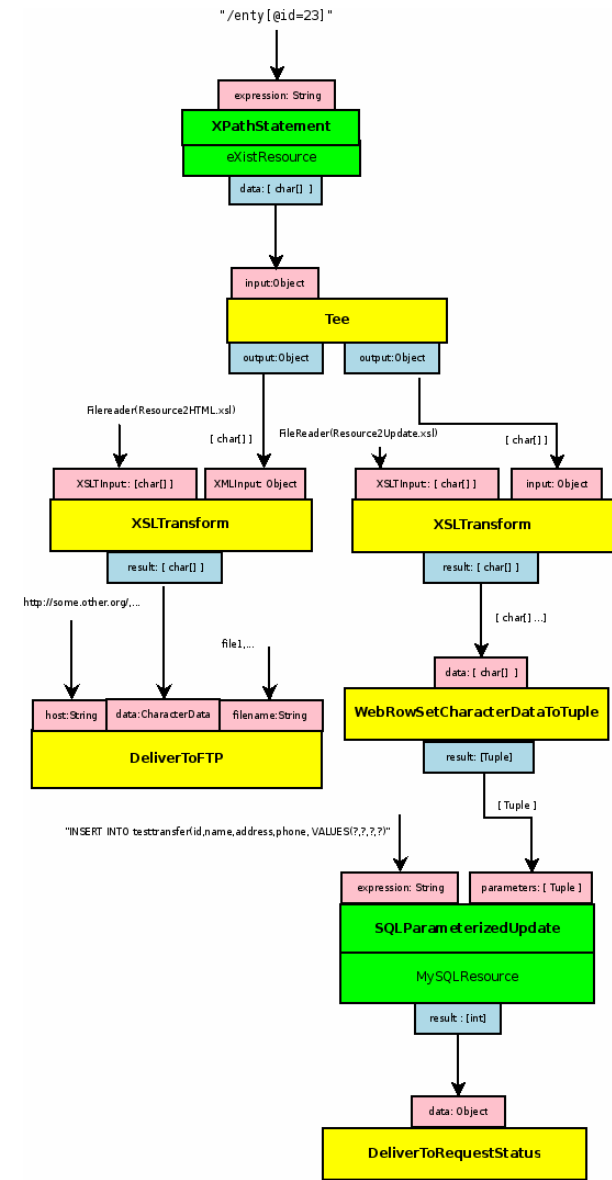 "/enty[@id=23]"
expression: String
XPathStatement
eXistResource
data: [ char[] ]
input:Object
Tee
output:Object
output:Object
Filereader(Resource2HTML.xsl)
[ char[] ]
FileReader(Resource2Update.xsl)
[ char[] ]
XSLTInput: [char[] ]
XMLInput: Object
XSLTInput: [ char[] ]
input: Object
XSLTransform
XSLTransform
result: [ char[] ]
result: [ char[] ]
http://some.other.org/,...
[ char[] ...]
file1,...
data: [ char[] ]
host:String
data:CharacterData
filename:String
WebRowSetCharacterDataToTuple
DeliverToFTP
result: [Tuple]
[ Tuple ]
"INSERT INTO testtransfer(id,name,address,phone, VALUES(?,?,?,?)"
expression: String
parameters: [ Tuple ]
SQLParameterizedUpdate
MySQLResource
result : [int]
data: Object
DeliverToRequestStatus